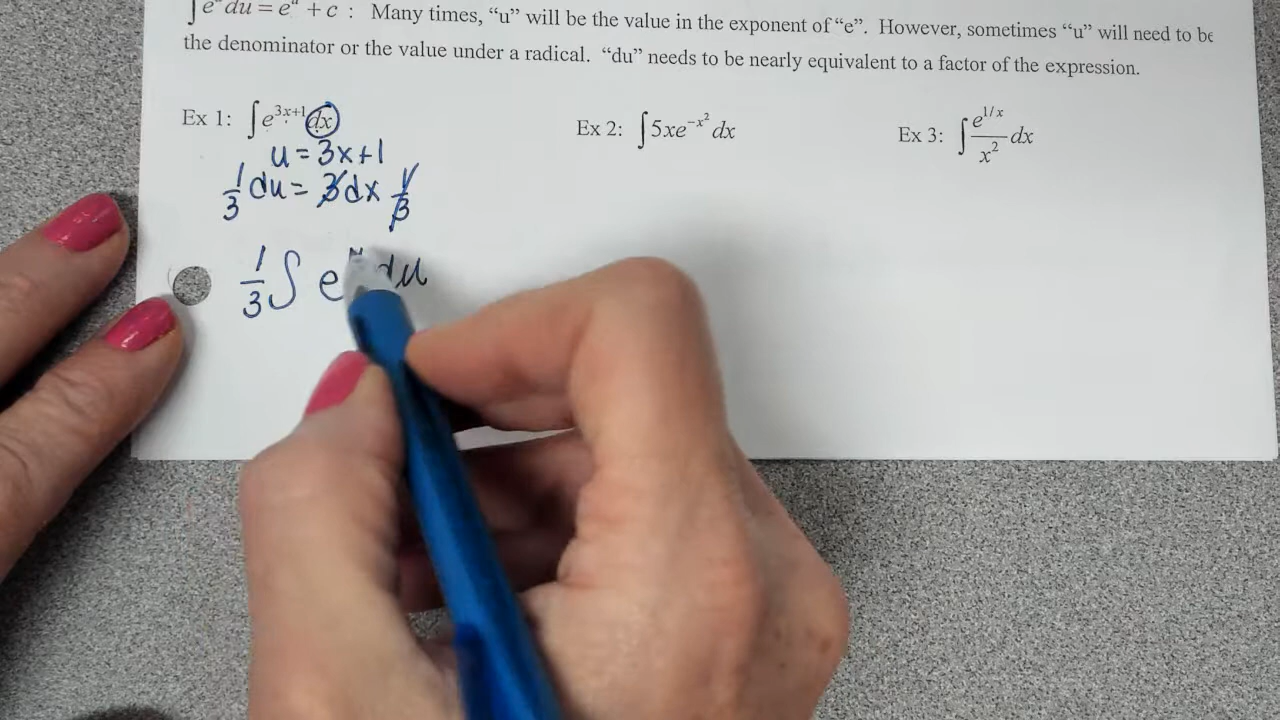 ∫e^u du = e^u + c : Many times, “u” will be the value in the exponent of “e”. However, sometimes “u” will need to be
the denominator or the value under a radical. “du” needs to be nearly equivalent to a factor of the expression.
Ex 1: ∫e^{3x+1}dx
u = 3x+1
1/3 du = 3dx 1/3
1/3 ∫ e^u du
Ex 2: ∫5xe^{-x^2}dx
Ex 3: ∫ e^{1/x}/x^2 dx